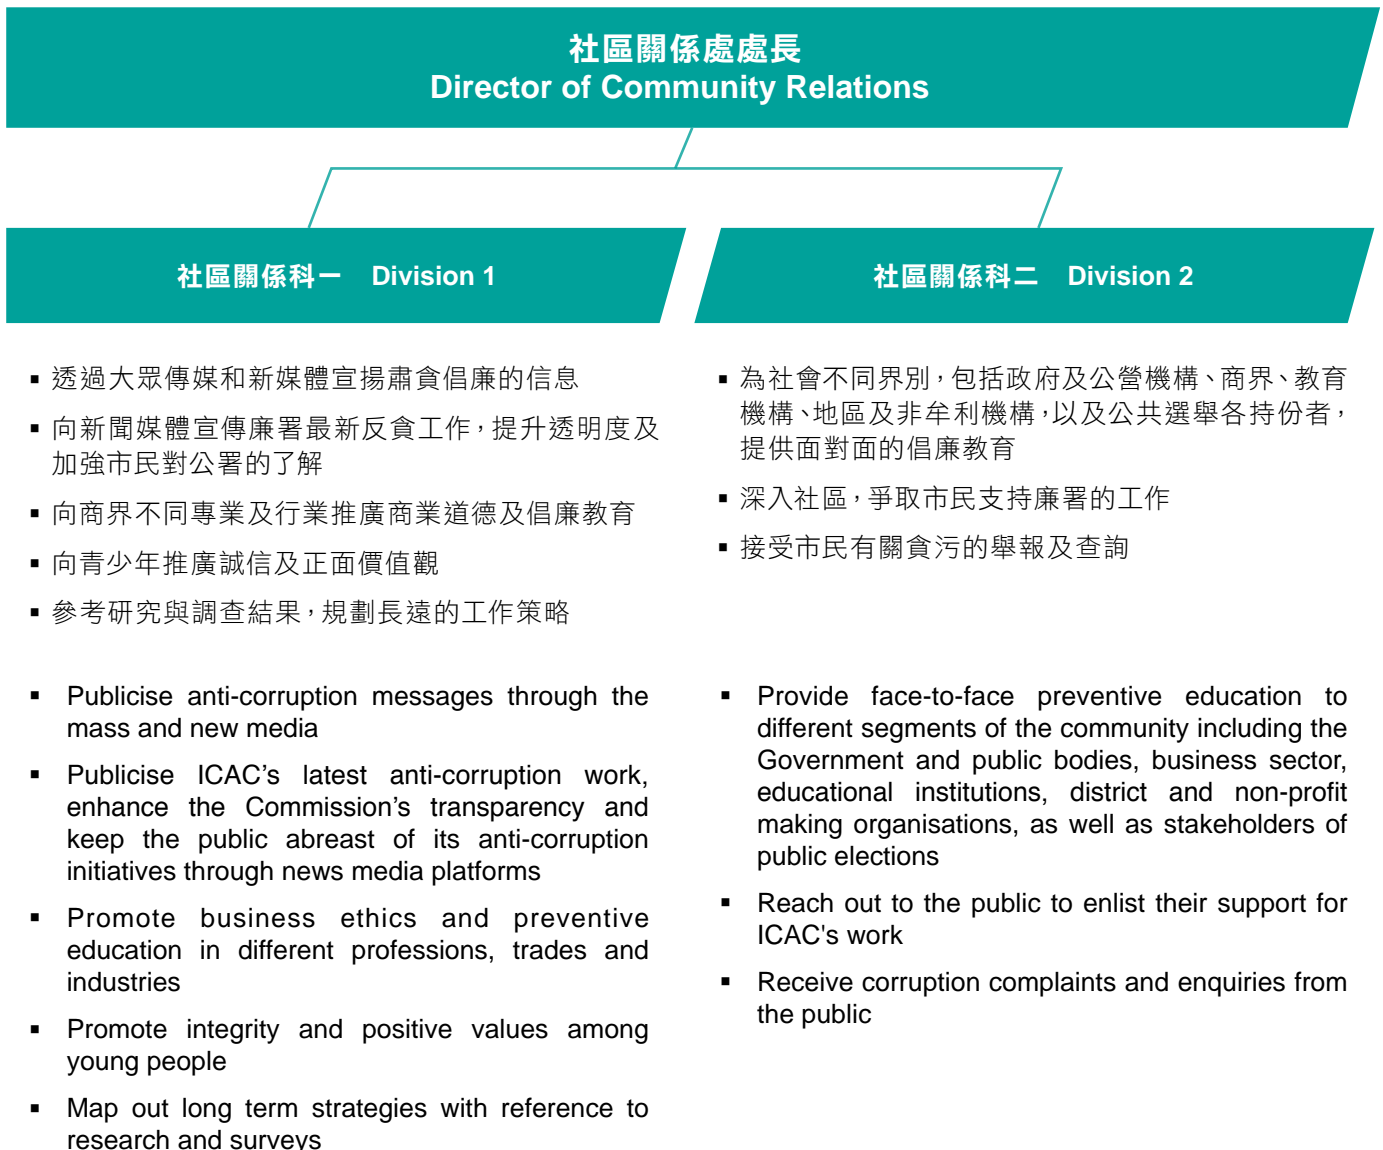 社區關係處處長
Director of Community Relations
社區關係科一 Division 1
社區關係科二 Division 2
▪ 透過大眾傳媒和新媒體宣揚肅貪倡廉的信息
▪ 向新聞媒體宣傳廉署最新反貪工作，提升透明度及
加強市民對公署的了解
▪ 向商界不同專業及行業推廣商業道德及倡廉教育
▪ 向青少年推廣誠信及正面價值觀
▪ 參考研究與調查結果，規劃長遠的工作策略
▪ Publicise anti-corruption messages through the
mass and new media
▪ Publicise ICAC’s latest anti-corruption work,
enhance the Commission’s transparency and
keep the public abreast of its anti-corruption
initiatives through news media platforms
▪ Promote business ethics and preventive
education in different professions, trades and
industries
▪ Promote integrity and positive values among
young people
▪ Map out long term strategies with reference to
research and surveys
▪ 為社會不同界別，包括政府及公營機構、商界、教育
機構、地區及非牟利機構，以及公共選舉各持份者，
提供面對面的倡廉教育
▪ 深入社區，爭取市民支持廉署的工作
▪ 接受市民有關貪污的舉報及查詢
▪ Provide face-to-face preventive education to
different segments of the community including the
Government and public bodies, business sector,
educational institutions, district and non-profit
making organisations, as well as stakeholders of
public elections
▪ Reach out to the public to enlist their support for
ICAC's work
▪ Receive corruption complaints and enquiries from
the public